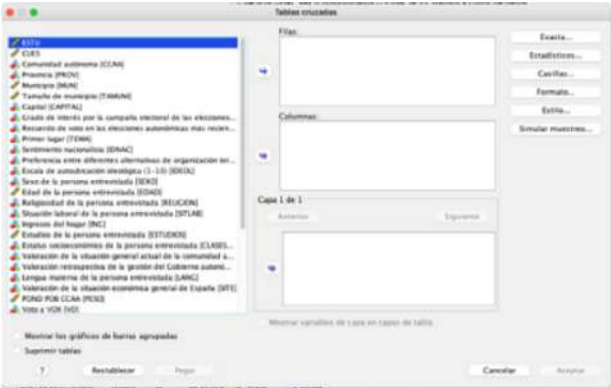 Tablas cruzadas
ESTU
CUES
Comunidad autónoma [CCAA]
Provincia [PROV]
Municipio [MUN]
Tamaño de municipio [TAMUNI]
Capital [CAPITAL]
Grado de interés por la campaña electoral de las elecciones...
Recuerdo de voto en las elecciones autonómicas más recien...
Primer lugar [TEMA]
Sentimiento nacionalista [IDNAC]
Preferencia entre diferentes alternativas de organización ter...
Escala de autoubicación ideológica (1-10) [IDEOL]
Sexo de la persona entrevistada [SEXO]
Edad de la persona entrevistada [EDAD]
Religiosidad de la persona entrevistada [RELIGION]
Situación laboral de la persona entrevistada [SITLAB]
Ingresos del hogar [INC]
Estudios de la persona entrevistada [ESTUDIOS]
Estatus socioeconómico de la persona entrevistada [CLASES...
Valoración de la situación general actual de la comunidad a...
Valoración retrospectiva de la gestión del Gobierno autonó...
Lengua materna de la persona entrevistada [LANG]
Valoración de la situación económica general de España [SIT1]
POND POR CCAA [PESO]
Voto a VOX [VO]
Filas:
Columnas:
Capa 1 de 1
Anterior
Siguiente
Mostrar variables de capa en capas de tabla
Exacta...
Estadísticos...
Casillas...
Formato...
Estilo...
Simular muestreo...
Mostrar los gráficos de barras agrupadas
Suprimir tablas
?
Restablecer
Pegar
Cancelar
Aceptar